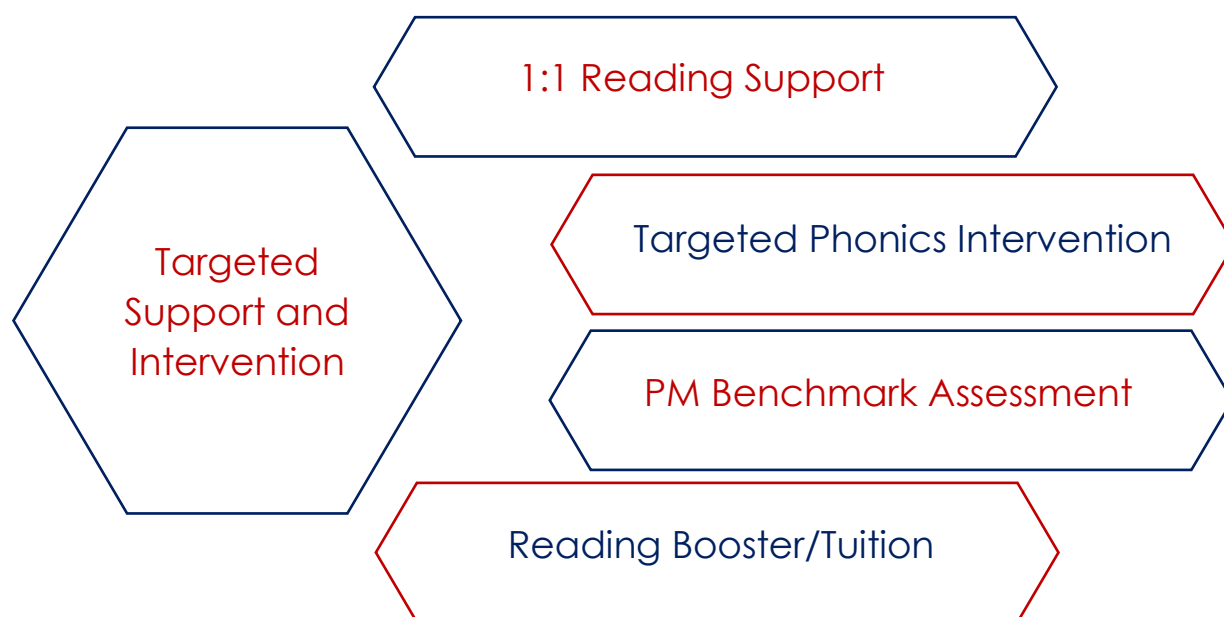 1:1 Reading Support
Targeted
Support and
Intervention
Targeted Phonics Intervention
PM Benchmark Assessment
Reading Booster/Tuition